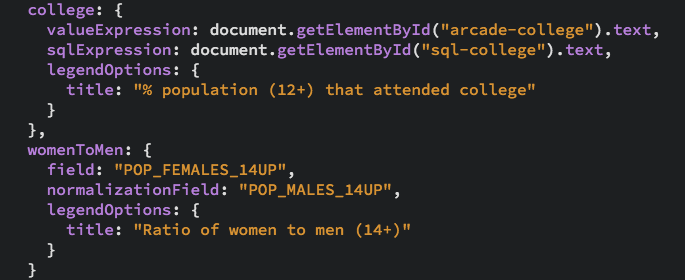 college: {
  valueExpression: document.getElementById("arcade-college").text,
  sqlExpression: document.getElementById("sql-college").text,
  legendOptions: {
    title: "% population (12+) that attended college"
  }
},
womenToMen: {
  field: "POP_FEMALES_14UP",
  normalizationField: "POP_MALES_14UP",
  legendOptions: {
    title: "Ratio of women to men (14+)"
  }
}